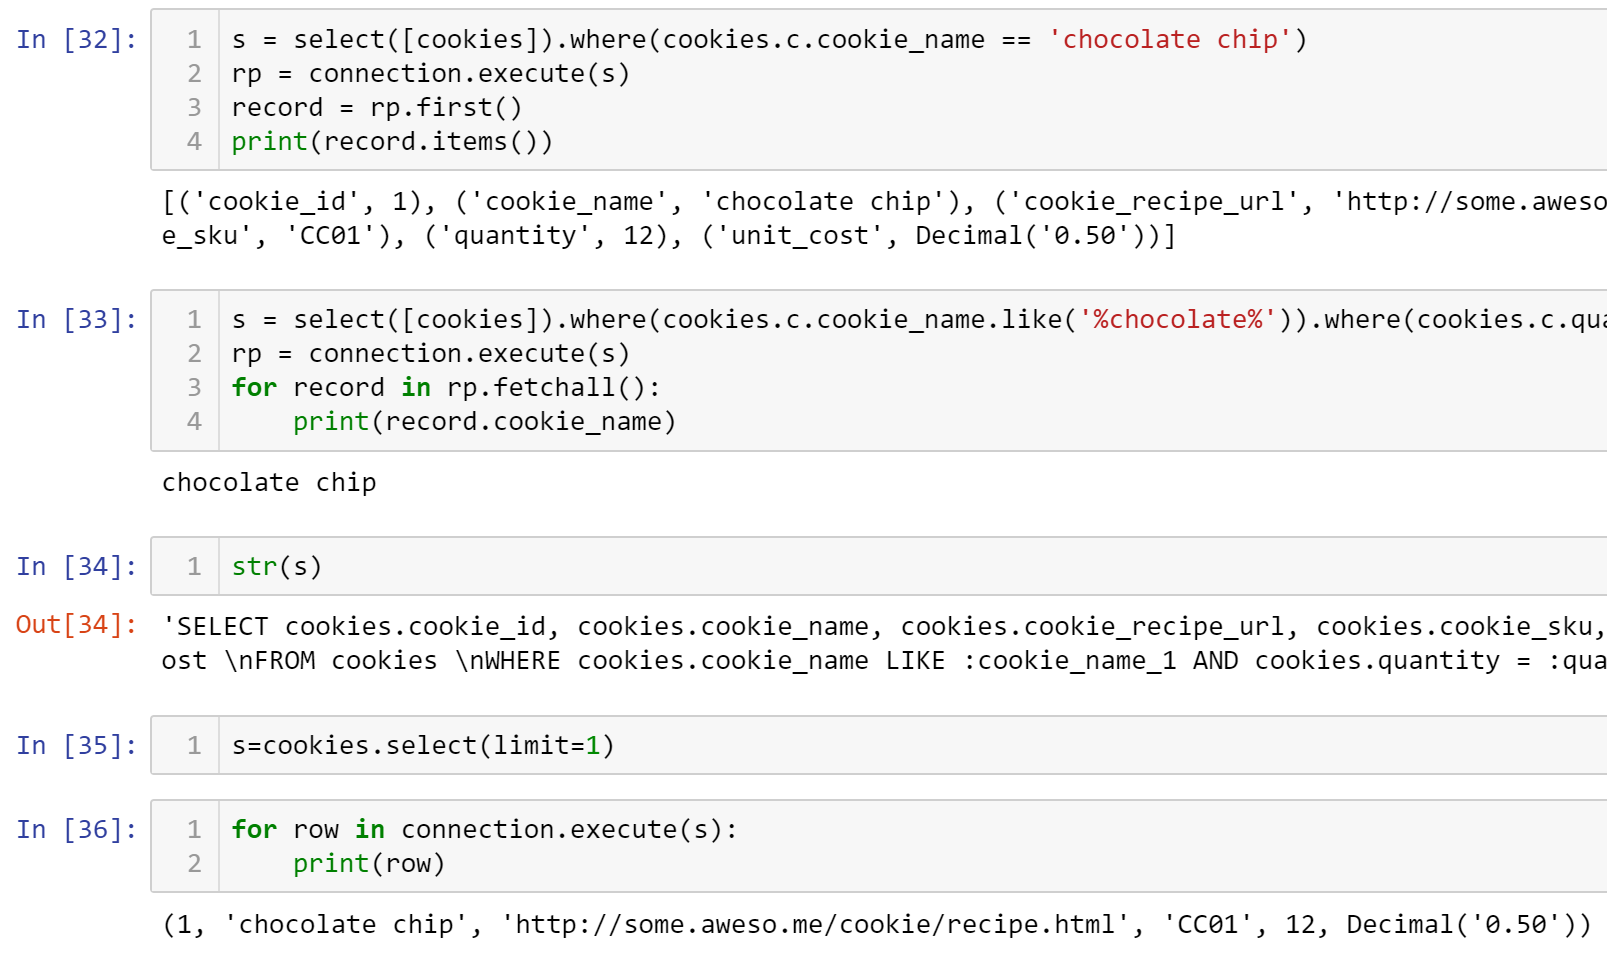 In [32]:
1 s = select([cookies]).where(cookies.c.cookie_name == 'chocolate chip')
2 rp = connection.execute(s)
3 record = rp.first()
4 print(record.items())
[('cookie_id', 1), ('cookie_name', 'chocolate chip'), ('cookie_recipe_url', 'http://some.aweso
e_sku', 'CC01'), ('quantity', 12), ('unit_cost', Decimal('0.50'))]
In [33]:
1 s = select([cookies]).where(cookies.c.cookie_name.like('%chocolate%')).where(cookies.c.qua
2 rp = connection.execute(s)
3 for record in rp.fetchall():
4     print(record.cookie_name)
chocolate chip
In [34]:
1 str(s)
Out[34]:
'SELECT cookies.cookie_id, cookies.cookie_name, cookies.cookie_recipe_url, cookies.cookie_sku,
ost \nFROM cookies \nWHERE cookies.cookie_name LIKE :cookie_name_1 AND cookies.quantity = :qua
In [35]:
1 s=cookies.select(limit=1)
In [36]:
1 for row in connection.execute(s):
2     print(row)
(1, 'chocolate chip', 'http://some.aweso.me/cookie/recipe.html', 'CC01', 12, Decimal('0.50'))